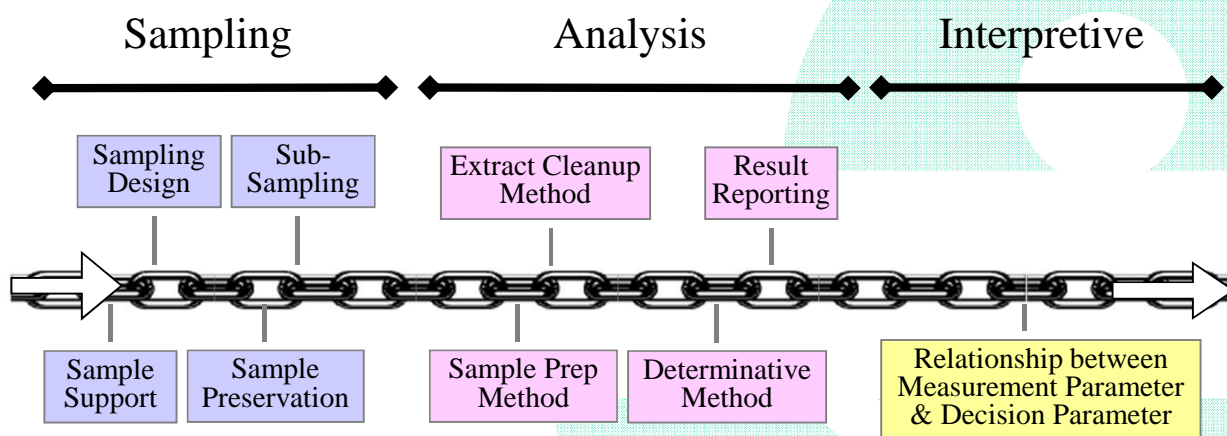 Sampling
Analysis
Interpretive
Sampling
Design
Sub-
Sampling
Extract Cleanup
Method
Result
Reporting
Sample
Support
Sample
Preservation
Sample Prep
Method
Determinative
Method
Relationship between
Measurement Parameter
& Decision Parameter